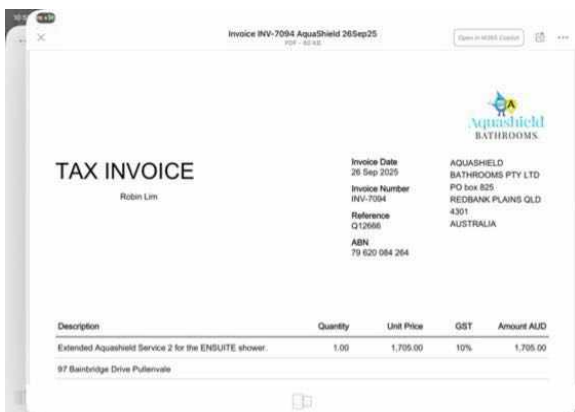 Invoice INV-7094 AquaShield 26Sep25
Aquashield
BATHROOMS
TAX INVOICE
Robin Lim
Invoice Date
26 Sep 2025
Invoice Number
INV-7094
Reference
Q12666
ABN
79 620 084 264
AQUASHIELD
BATHROOMS PTY LTD
PO box 825
REDBANK PLAINS QLD
4301
AUSTRALIA
Description Quantity Unit Price GST Amount AUD
Extended Aquashield Service 2 for the ENSUITE shower. 1.00 1,705.00 10% 1,705.00
97 Bainbridge Drive Pullenvale